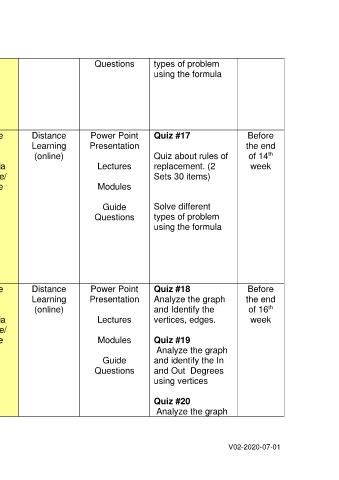 Questions
types of problem
using the formula
e
a
e/
e
Distance
Learning
(online)
Power Point
Presentation
Lectures
Modules
Guide
Questions
Quiz #17
Quiz about rules of
replacement. (2
Sets 30 items)
Solve different
types of problem
using the formula
Before
the end
of 14th
week
e
a
e/
e
Distance
Learning
(online)
Power Point
Presentation
Lectures
Modules
Guide
Questions
Quiz #18
Analyze the graph
and Identify the
vertices, edges.
Quiz #19
Analyze the graph
and identify the In
and Out Degrees
using vertices
Quiz #20
Analyze the graph
Before
the end
of 16th
week
V02-2020-07-01